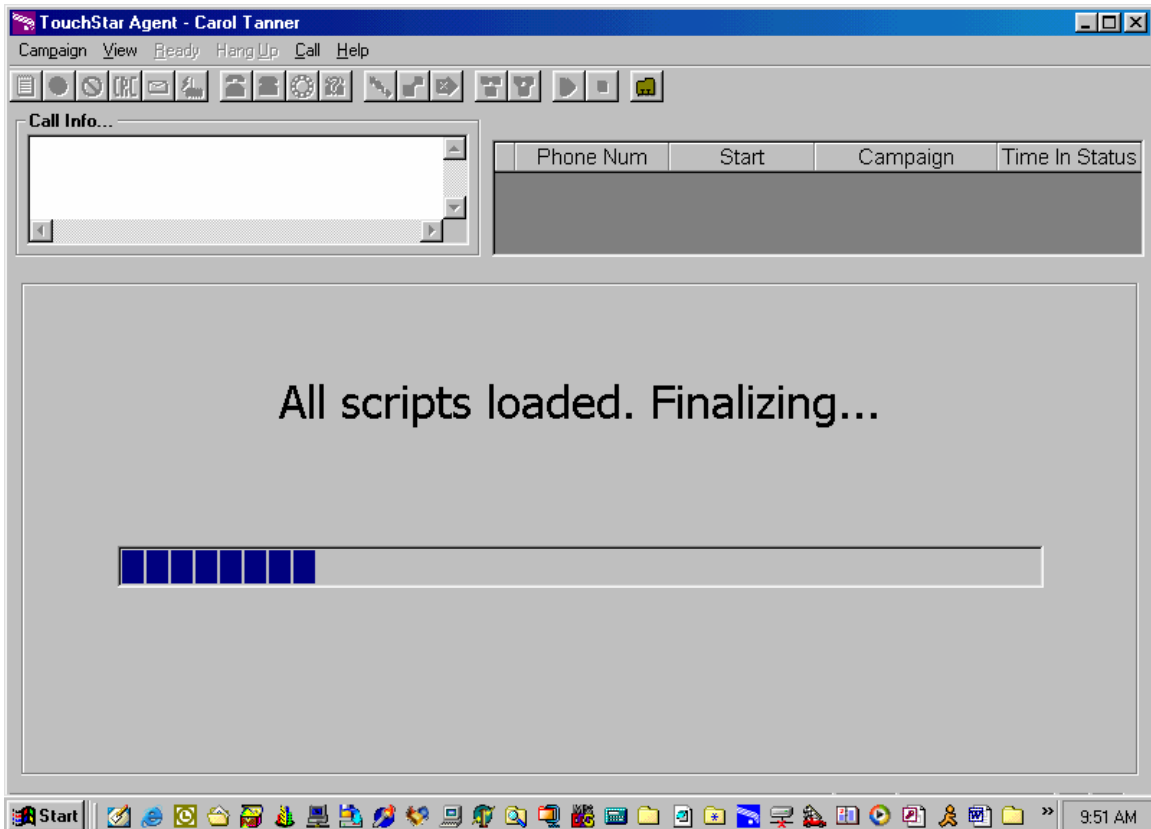 TouchStar Agent - Carol Tanner
Campaign View Ready Hang Up Call Help
CRC
Call Info...
Phone Num Start Campaign Time In Status
All scripts loaded. Finalizing...
Start » 9:51 AM